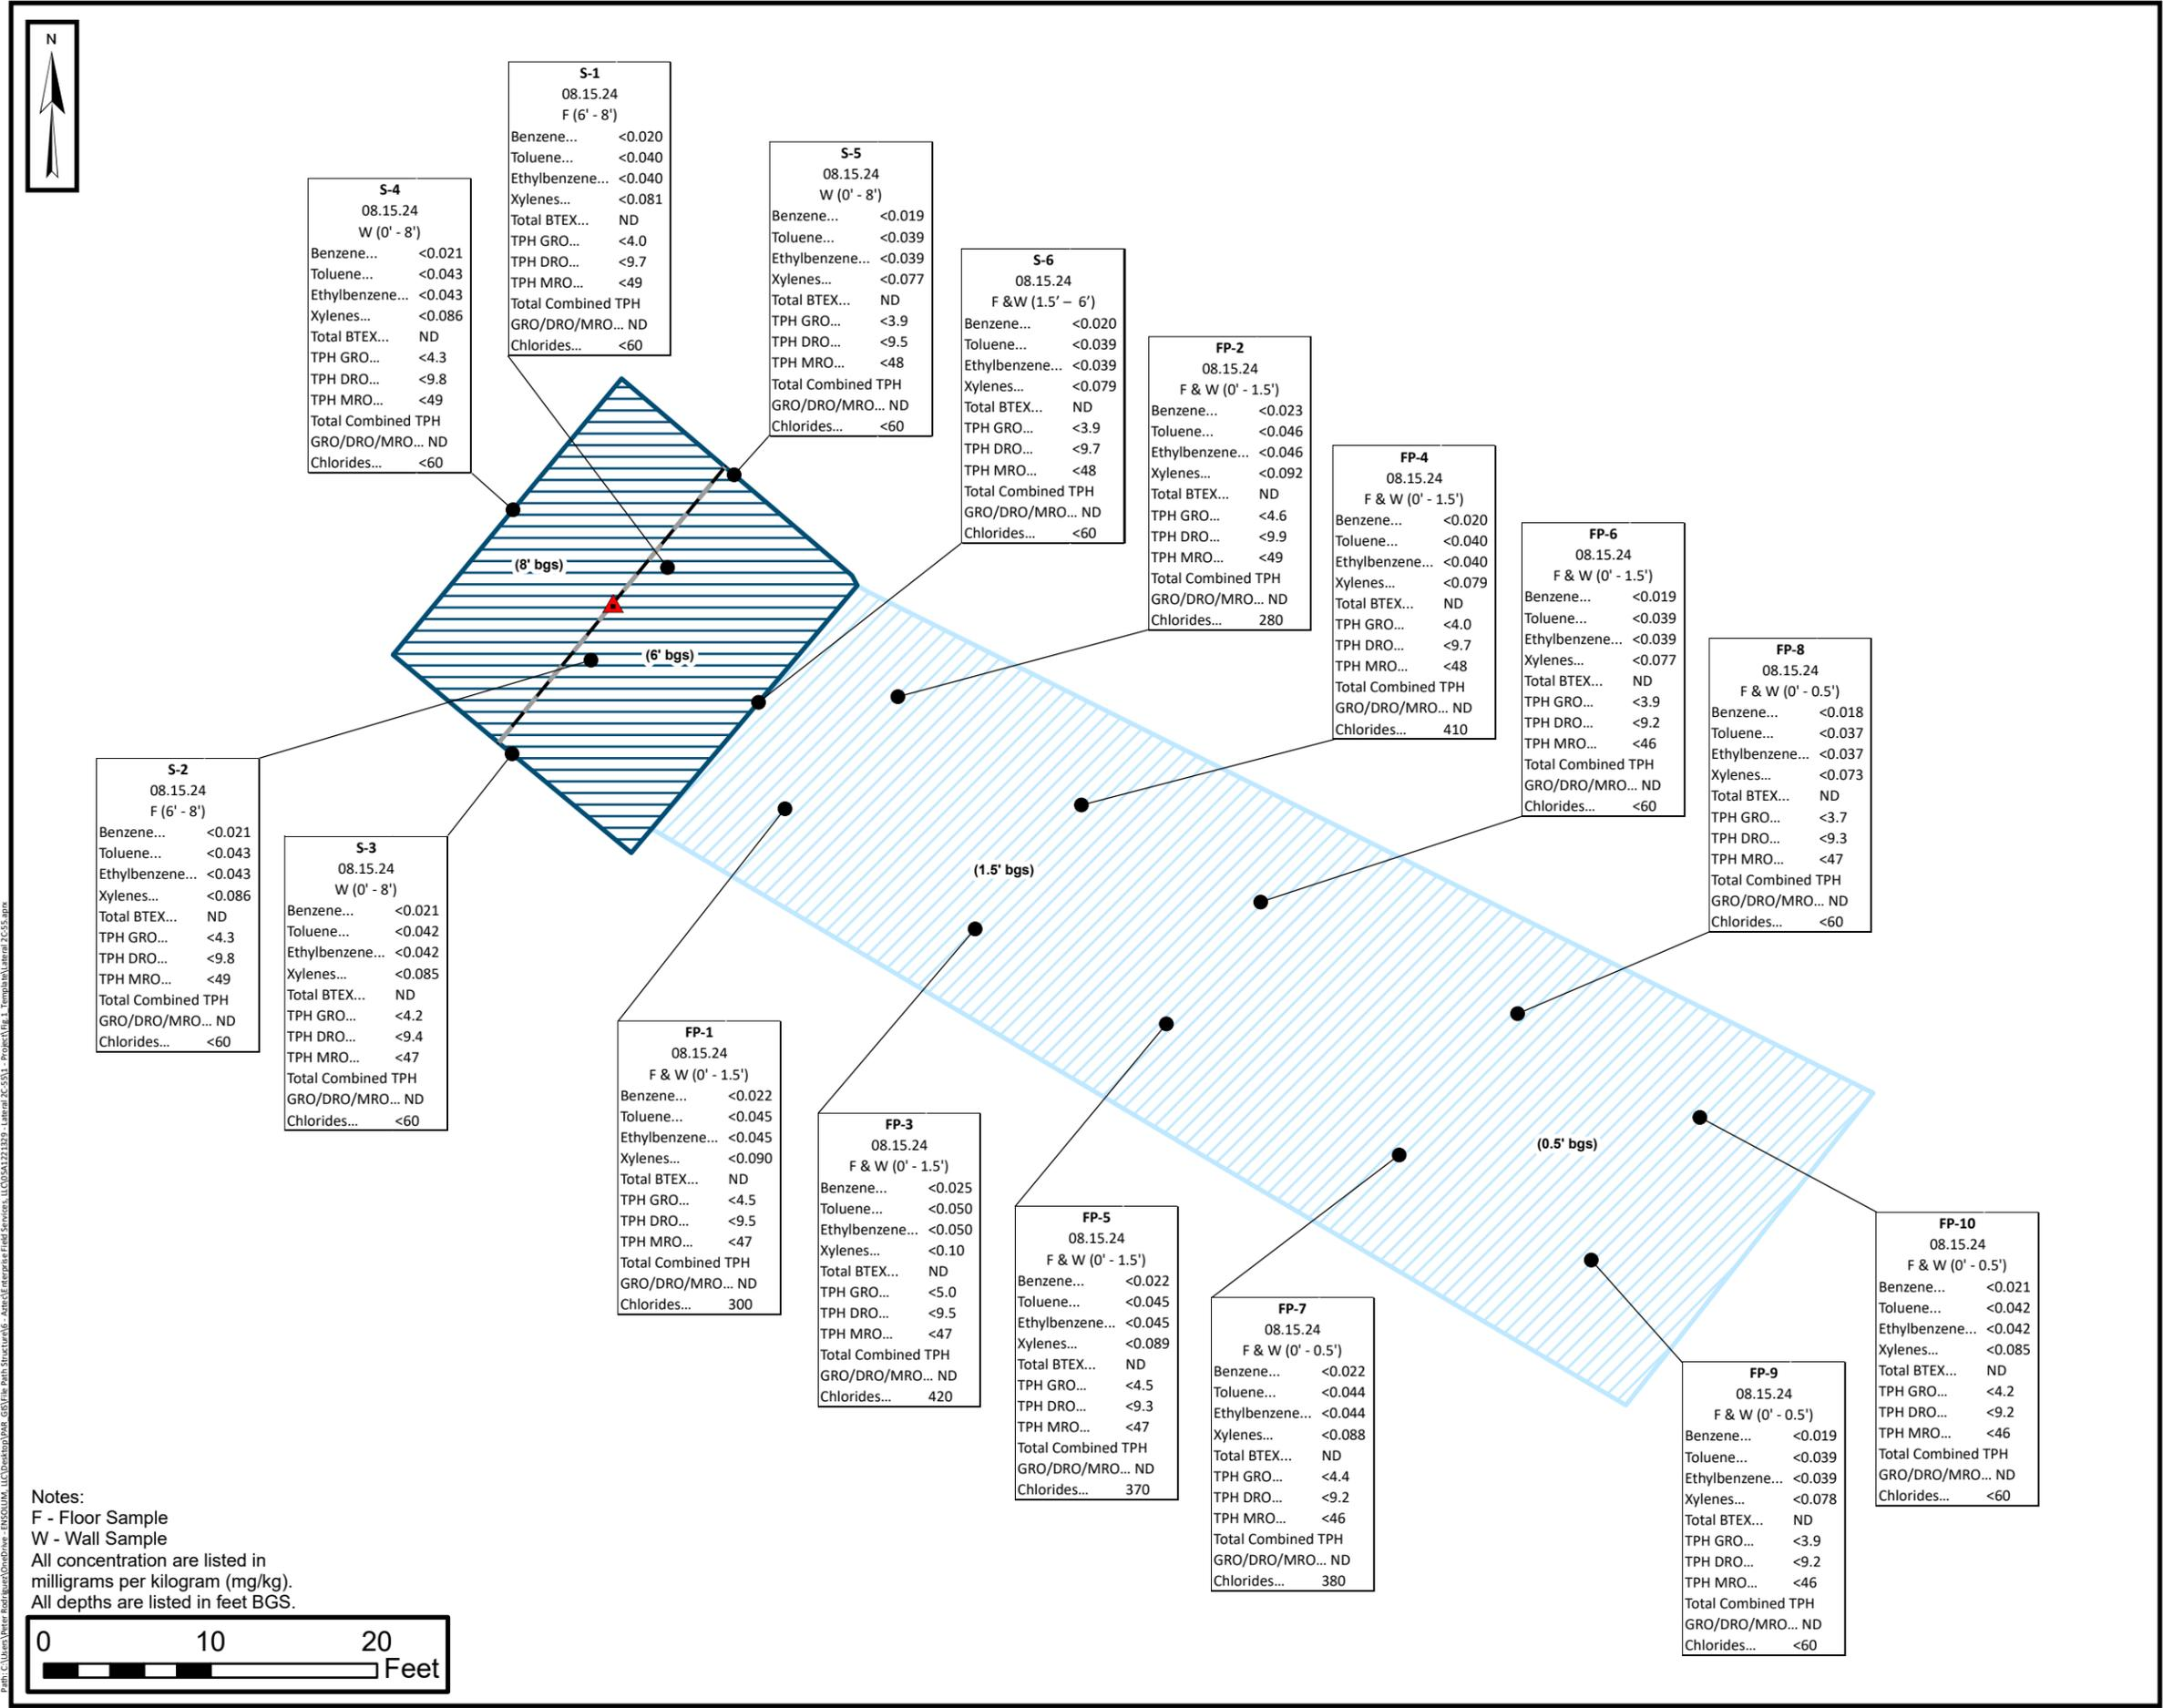 N
S-1
08.15.24
F (6' - 8')
Benzene... <0.020
Toluene... <0.040
Ethylbenzene... <0.040
Xylenes... <0.081
Total BTEX... ND
TPH GRO... <4.0
TPH DRO... <9.7
TPH MRO... <49
Total Combined TPH
GRO/DRO/MRO... ND
Chlorides... <60
S-5
08.15.24
W (0' - 8')
Benzene... <0.019
Toluene... <0.039
Ethylbenzene... <0.039
Xylenes... <0.077
Total BTEX... ND
TPH GRO... <3.9
TPH DRO... <9.5
TPH MRO... <48
Total Combined TPH
GRO/DRO/MRO... ND
Chlorides... <60
S-4
08.15.24
W (0' - 8')
Benzene... <0.021
Toluene... <0.043
Ethylbenzene... <0.043
Xylenes... <0.086
Total BTEX... ND
TPH GRO... <4.3
TPH DRO... <9.8
TPH MRO... <49
Total Combined TPH
GRO/DRO/MRO... ND
Chlorides... <60
S-6
08.15.24
F &W (1.5’ – 6’)
Benzene... <0.020
Toluene... <0.039
Ethylbenzene... <0.039
Xylenes... <0.079
Total BTEX... ND
TPH GRO... <3.9
TPH DRO... <9.7
TPH MRO... <48
Total Combined TPH
GRO/DRO/MRO... ND
Chlorides... <60
FP-2
08.15.24
F & W (0' - 1.5')
Benzene... <0.023
Toluene... <0.046
Ethylbenzene... <0.046
Xylenes... <0.092
Total BTEX... ND
TPH GRO... <4.6
TPH DRO... <9.9
TPH MRO... <49
Total Combined TPH
GRO/DRO/MRO... ND
Chlorides... 280
FP-4
08.15.24
F & W (0' - 1.5')
Benzene... <0.020
Toluene... <0.040
Ethylbenzene... <0.040
Xylenes... <0.079
Total BTEX... ND
TPH GRO... <4.0
TPH DRO... <9.7
TPH MRO... <48
Total Combined TPH
GRO/DRO/MRO... ND
Chlorides... 410
FP-6
08.15.24
F & W (0' - 1.5')
Benzene... <0.019
Toluene... <0.039
Ethylbenzene... <0.039
Xylenes... <0.077
Total BTEX... ND
TPH GRO... <3.9
TPH DRO... <9.2
TPH MRO... <46
Total Combined TPH
GRO/DRO/MRO... ND
Chlorides... <60
FP-8
08.15.24
F & W (0' - 0.5')
Benzene... <0.018
Toluene... <0.037
Ethylbenzene... <0.037
Xylenes... <0.073
Total BTEX... ND
TPH GRO... <3.7
TPH DRO... <9.3
TPH MRO... <47
Total Combined TPH
GRO/DRO/MRO... ND
Chlorides... <60
(8' bgs)
(6' bgs)
(1.5' bgs)
(0.5' bgs)
S-2
08.15.24
F (6' - 8')
Benzene... <0.021
Toluene... <0.043
Ethylbenzene... <0.043
Xylenes... <0.086
Total BTEX... ND
TPH GRO... <4.3
TPH DRO... <9.8
TPH MRO... <49
Total Combined TPH
GRO/DRO/MRO... ND
Chlorides... <60
S-3
08.15.24
W (0' - 8')
Benzene... <0.021
Toluene... <0.042
Ethylbenzene... <0.042
Xylenes... <0.085
Total BTEX... ND
TPH GRO... <4.2
TPH DRO... <9.4
TPH MRO... <47
Total Combined TPH
GRO/DRO/MRO... ND
Chlorides... <60
FP-1
08.15.24
F & W (0' - 1.5')
Benzene... <0.022
Toluene... <0.045
Ethylbenzene... <0.045
Xylenes... <0.090
Total BTEX... ND
TPH GRO... <4.5
TPH DRO... <9.5
TPH MRO... <47
Total Combined TPH
GRO/DRO/MRO... ND
Chlorides... 300
FP-3
08.15.24
F & W (0' - 1.5')
Benzene... <0.025
Toluene... <0.050
Ethylbenzene... <0.050
Xylenes... <0.10
Total BTEX... ND
TPH GRO... <5.0
TPH DRO... <9.5
TPH MRO... <47
Total Combined TPH
GRO/DRO/MRO... ND
Chlorides... 420
FP-5
08.15.24
F & W (0' - 1.5')
Benzene... <0.022
Toluene... <0.045
Ethylbenzene... <0.045
Xylenes... <0.089
Total BTEX... ND
TPH GRO... <4.5
TPH DRO... <9.3
TPH MRO... <47
Total Combined TPH
GRO/DRO/MRO... ND
Chlorides... 370
FP-7
08.15.24
F & W (0' - 0.5')
Benzene... <0.022
Toluene... <0.044
Ethylbenzene... <0.044
Xylenes... <0.088
Total BTEX... ND
TPH GRO... <4.4
TPH DRO... <9.2
TPH MRO... <46
Total Combined TPH
GRO/DRO/MRO... ND
Chlorides... 380
FP-10
08.15.24
F & W (0' - 0.5')
Benzene... <0.021
Toluene... <0.042
Ethylbenzene... <0.042
Xylenes... <0.085
Total BTEX... ND
TPH GRO... <4.2
TPH DRO... <9.2
TPH MRO... <46
Total Combined TPH
GRO/DRO/MRO... ND
Chlorides... <60
FP-9
08.15.24
F & W (0' - 0.5')
Benzene... <0.019
Toluene... <0.039
Ethylbenzene... <0.039
Xylenes... <0.078
Total BTEX... ND
TPH GRO... <3.9
TPH DRO... <9.2
TPH MRO... <46
Total Combined TPH
GRO/DRO/MRO... ND
Chlorides... <60
Notes:
F - Floor Sample
W - Wall Sample
All concentration are listed in
milligrams per kilogram (mg/kg).
All depths are listed in feet BGS.
0 10 20
Feet
Path: C:\Users\Peter Rodriguez\OneDrive - ENSOLUM, LLC\Desktop\PAR_GIS\File Path Structure\6 - Aztec\Enterprise Field Services, LLC\05A1221329 - Lateral 2C-55\1 - Project\Fig.1_Template\Lateral 2C-55.aprx